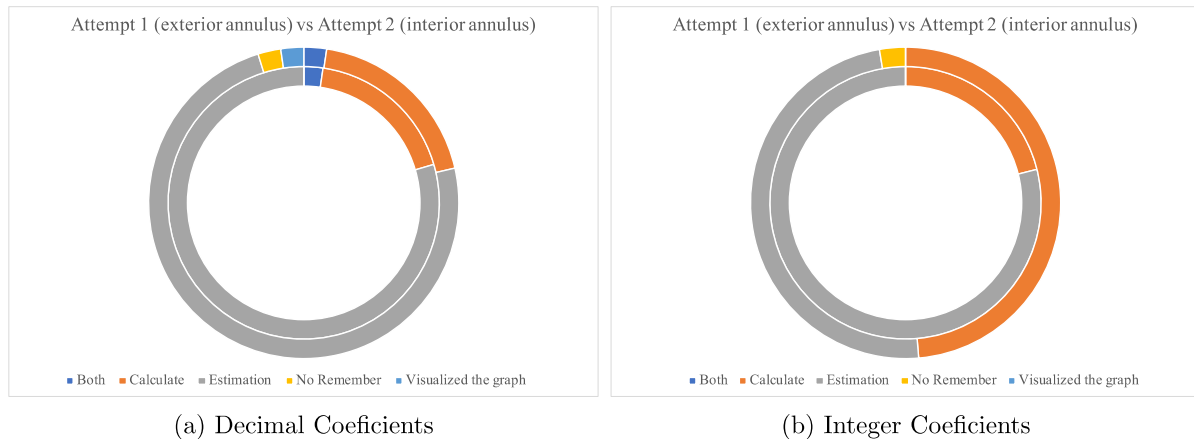 Attempt 1 (exterior annulus) vs Attempt 2 (interior annulus)
Both Calculate Estimation No Remember Visualized the graph
(a) Decimal Coeficients
Attempt 1 (exterior annulus) vs Attempt 2 (interior annulus)
Both Calculate Estimation No Remember Visualized the graph
(b) Integer Coeficients